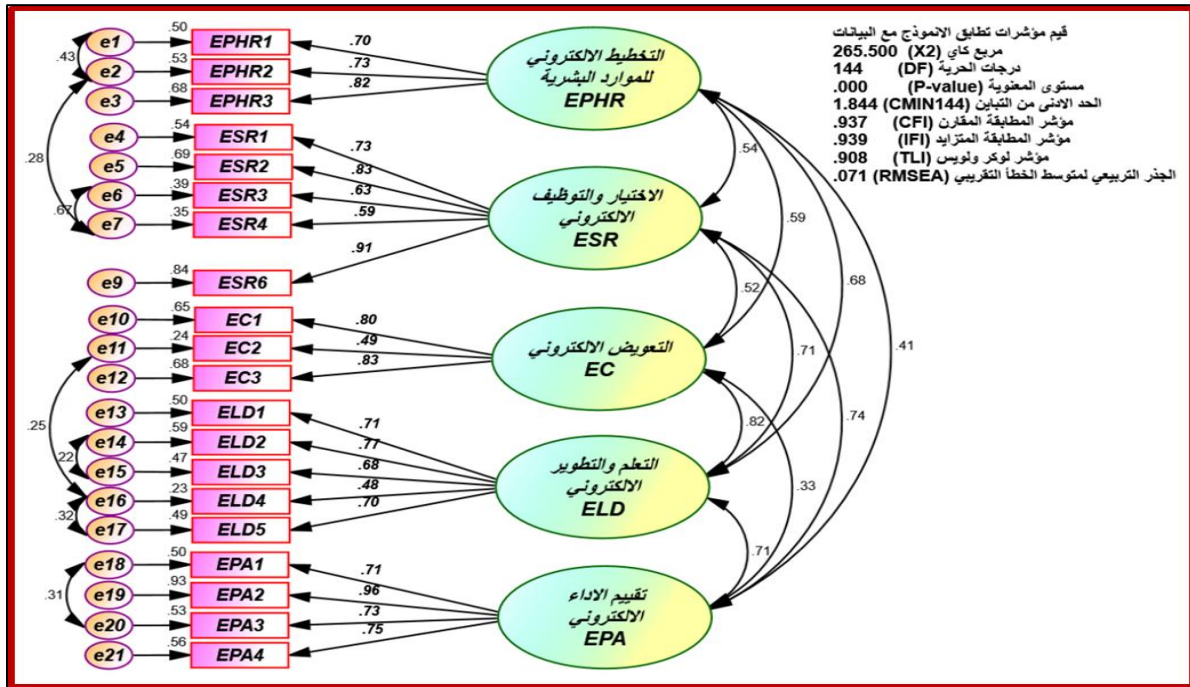 قيم مؤشرات تطابق الانموذج مع البيانات
مربع كاي (X2) 265.500
درجات الحرية (DF) 144
مستوى المعنوية (P-value) .000
الحد الادنى من التباين (CMIN144) 1.844
مؤشر المطابقة المقارن (CFI) .937
مؤشر المطابقة المتزايد (IFI) .939
مؤشر لوكر ولويس (TLI) .908
الجذر التربيعي لمتوسط الخطأ التقريبي (RMSEA) .071
التخطيط الالكتروني
للموارد البشرية
EPHR
الاختيار والتوظيف
الالكتروني
ESR
التعويض الالكتروني
EC
التعلم والتطوير
الالكتروني
ELD
تقييم الاداء
الالكتروني
EPA
e1 .50 EPHR1 .70
e2 .53 EPHR2 .73
e3 .68 EPHR3 .82
e4 .54 ESR1 .73
e5 .69 ESR2 .83
e6 .39 ESR3 .63
e7 .35 ESR4 .59
e9 .84 ESR6 .91
e10 .65 EC1 .80
e11 .24 EC2 .49
e12 .68 EC3 .83
e13 .50 ELD1 .71
e14 .59 ELD2 .77
e15 .47 ELD3 .68
e16 .23 ELD4 .48
e17 .49 ELD5 .70
e18 .50 EPA1 .71
e19 .93 EPA2 .96
e20 .53 EPA3 .73
e21 .56 EPA4 .75
.43
.28
.67
.25
.22
.32
.31
.54
.59
.68
.41
.52
.71
.74
.82
.33
.71